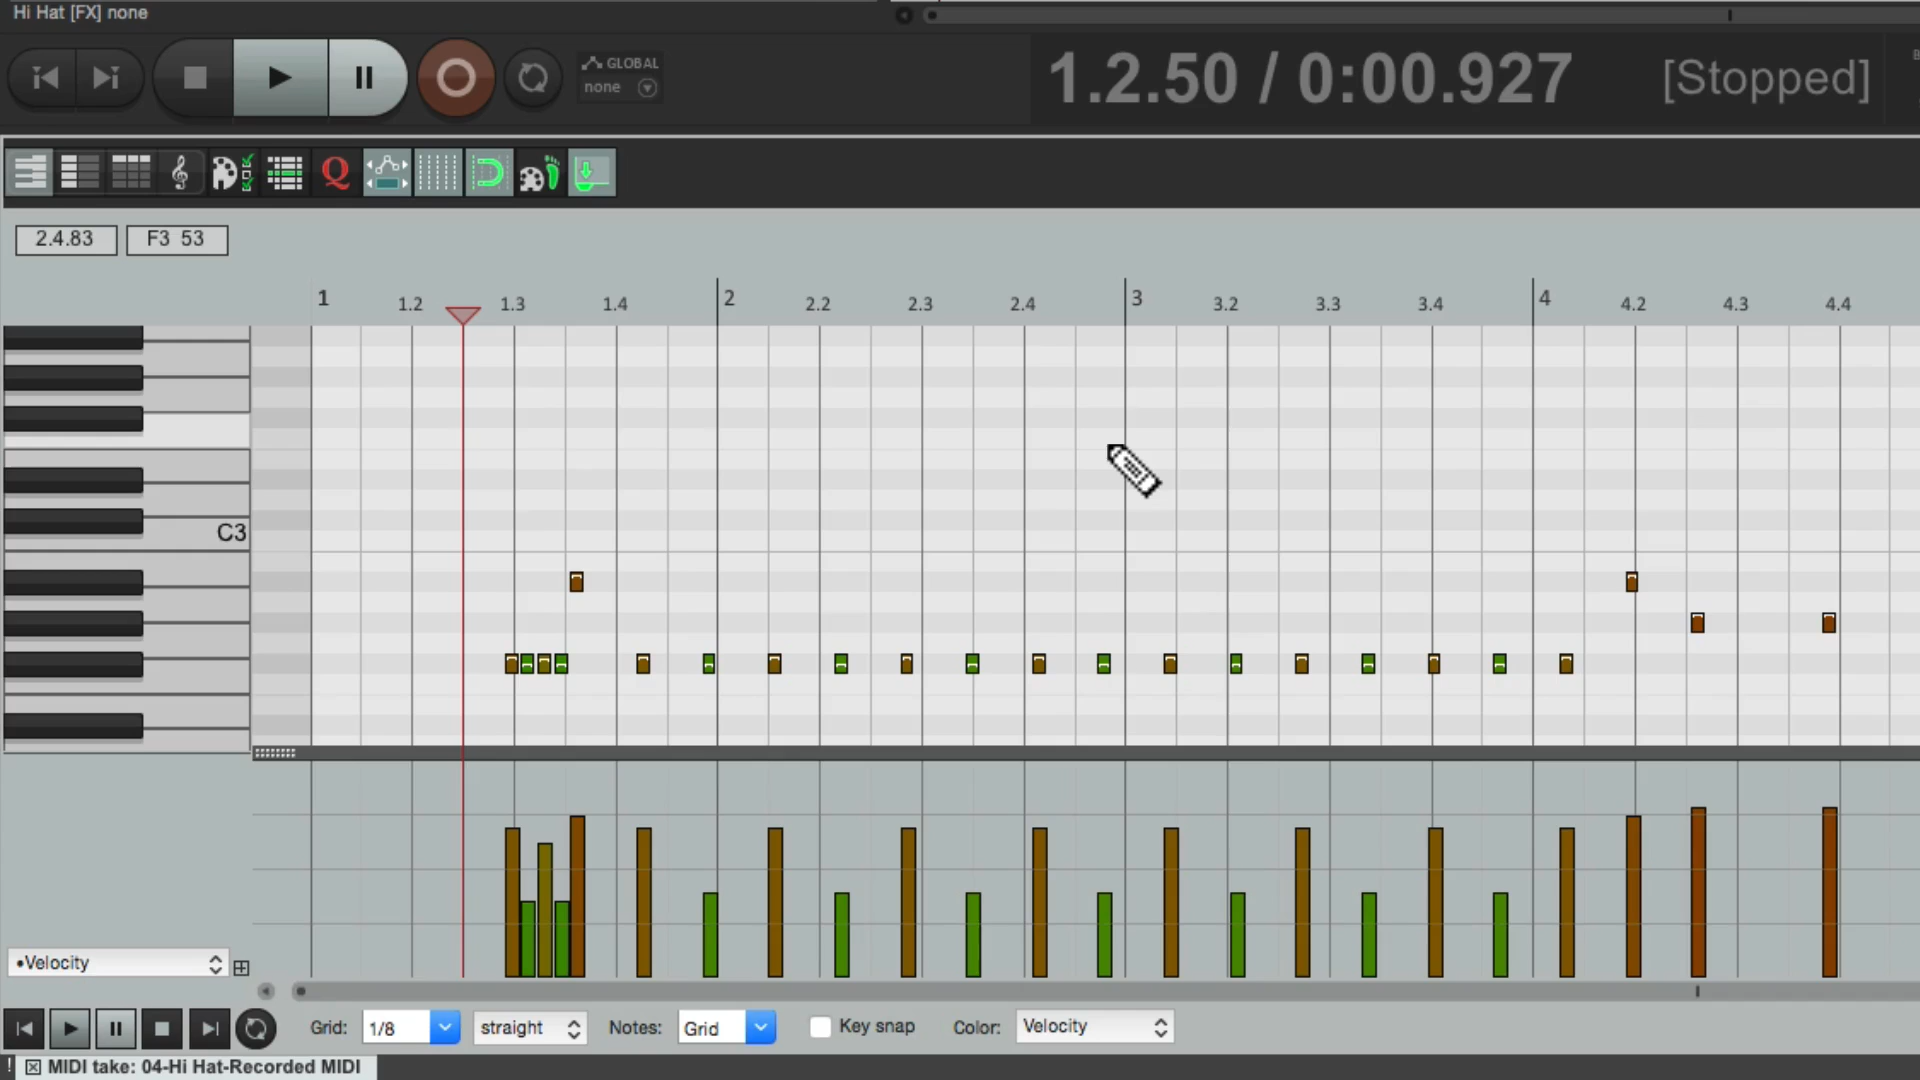 Hi Hat [FX] none
GLOBAL
none
1.2.50 / 0:00.927 [Stopped]
Q
2.4.83 F3 53
1 1.2 1.3 1.4 2 2.2 2.3 2.4 3 3.2 3.3 3.4 4 4.2 4.3 4.4
C3
•Velocity
Grid: 1/8 straight Notes: Grid Key snap Color: Velocity
! MIDI take: 04-Hi Hat-Recorded MIDI